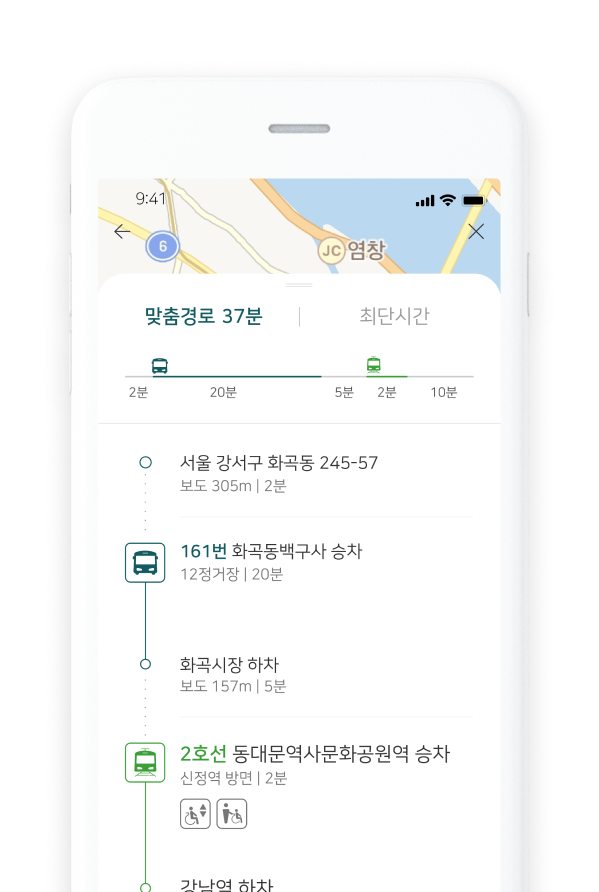 9:41
6
JC 염창
맞춤경로 37분 | 최단시간
2분 20분 5분 2분 10분
서울 강서구 화곡동 245-57
보도 305m | 2분
161번 화곡동백구사 승차
12정거장 | 20분
화곡시장 하차
보도 157m | 5분
2호선 동대문역사문화공원역 승차
신정역 방면 | 2분
강남역 하차